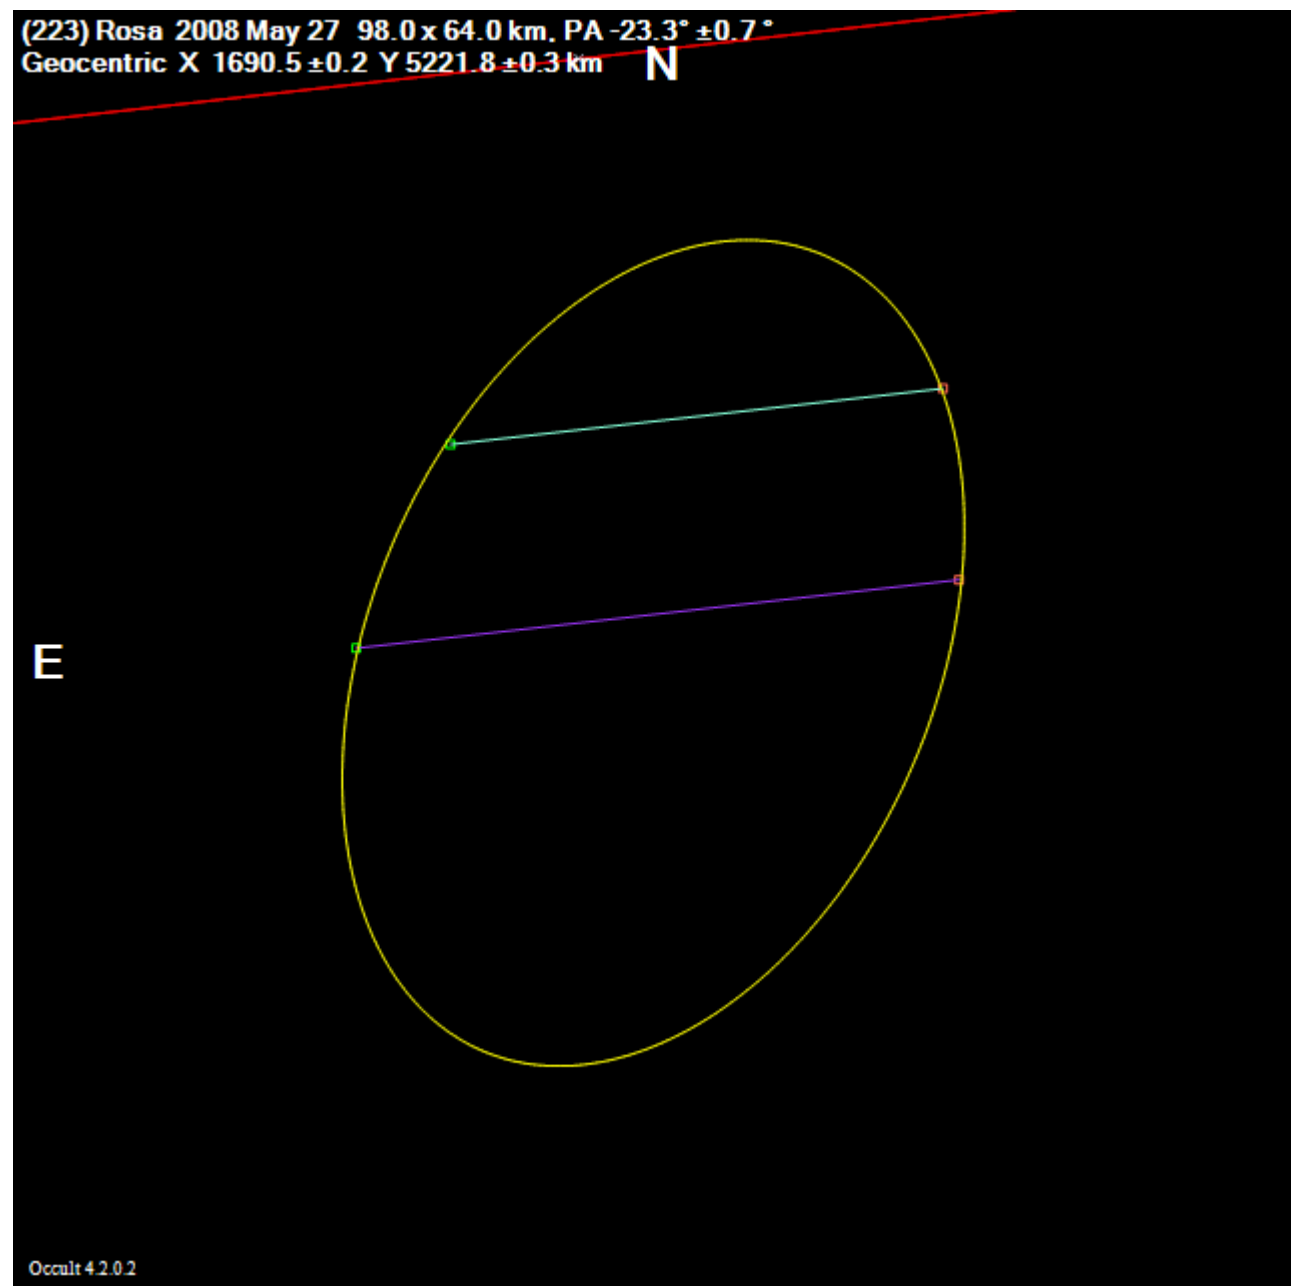 (223) Rosa 2008 May 27 98.0 x 64.0 km, PA -23.3° ±0.7 °
Geocentric X 1690.5 ±0.2 Y 5221.8 ±0.3 km
N
E
Occult 4.2.0.2